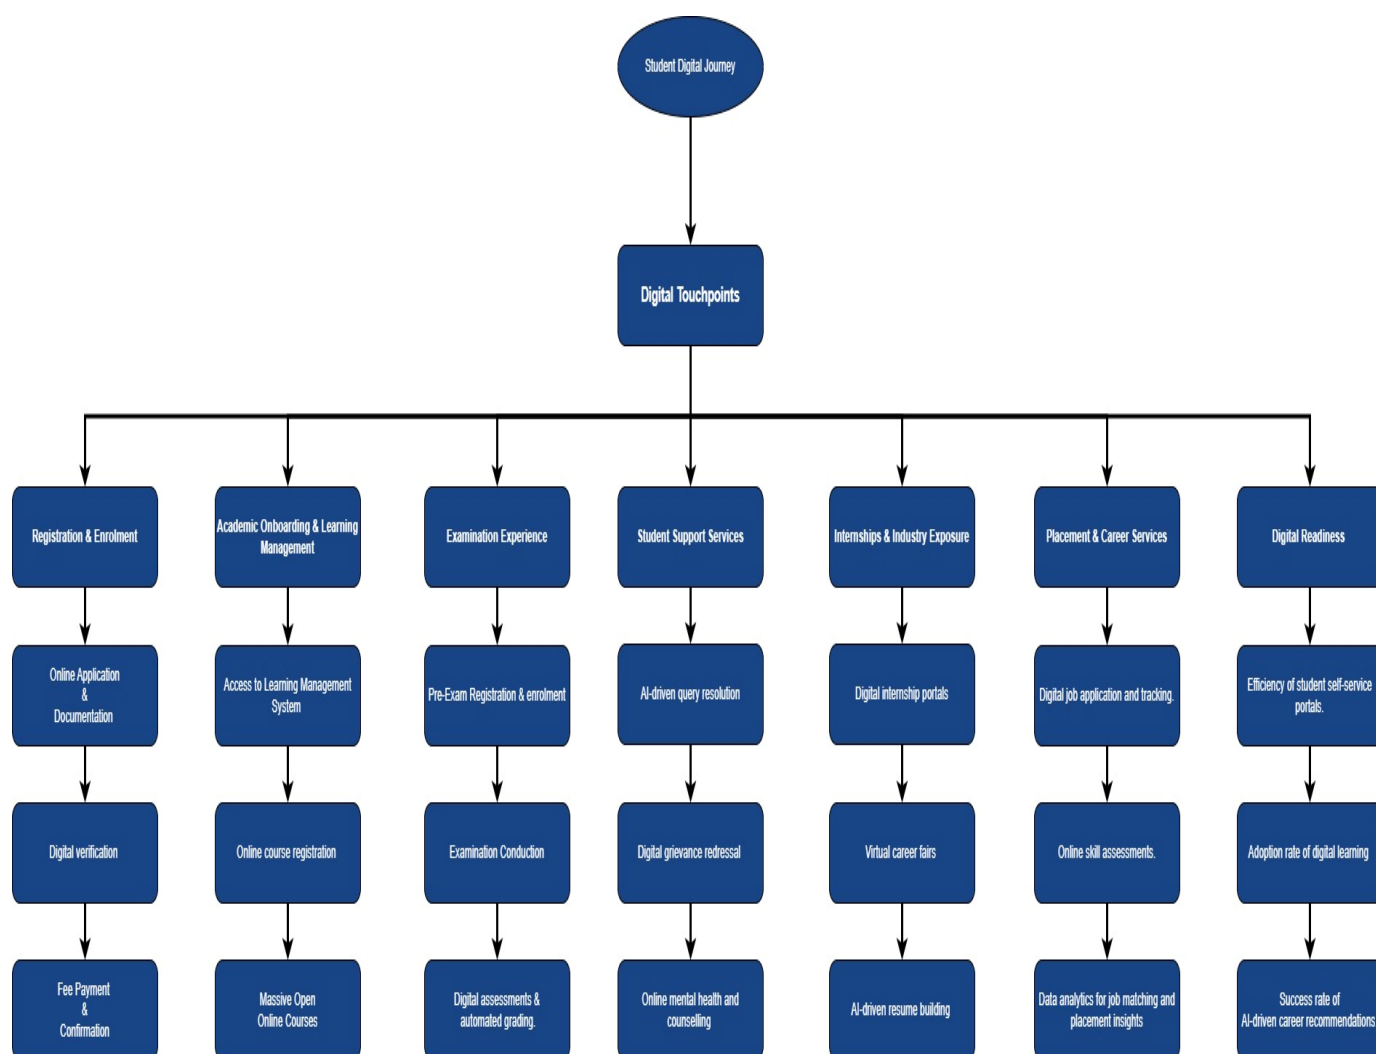 Student Digital Journey
Digital Touchpoints
Registration & Enrolment
Academic Onboarding & Learning
Management
Examination Experience
Student Support Services
Internships & Industry Exposure
Placement & Career Services
Digital Readiness
Online Application
&
Documentation
Access to Learning Management
System
Pre-Exam Registration & enrolment
AI-driven query resolution
Digital internship portals
Digital job application and tracking.
Efficiency of student self-service
portals.
Digital verification
Online course registration
Examination Conduction
Digital grievance redressal
Virtual career fairs
Online skill assessments.
Adoption rate of digital learning
Fee Payment
&
Confirmation
Massive Open
Online Courses
Digital assessments &
automated grading.
Online mental health and
counselling
AI-driven resume building
Data analytics for job matching and
placement insights
Success rate of
AI-driven career recommendations